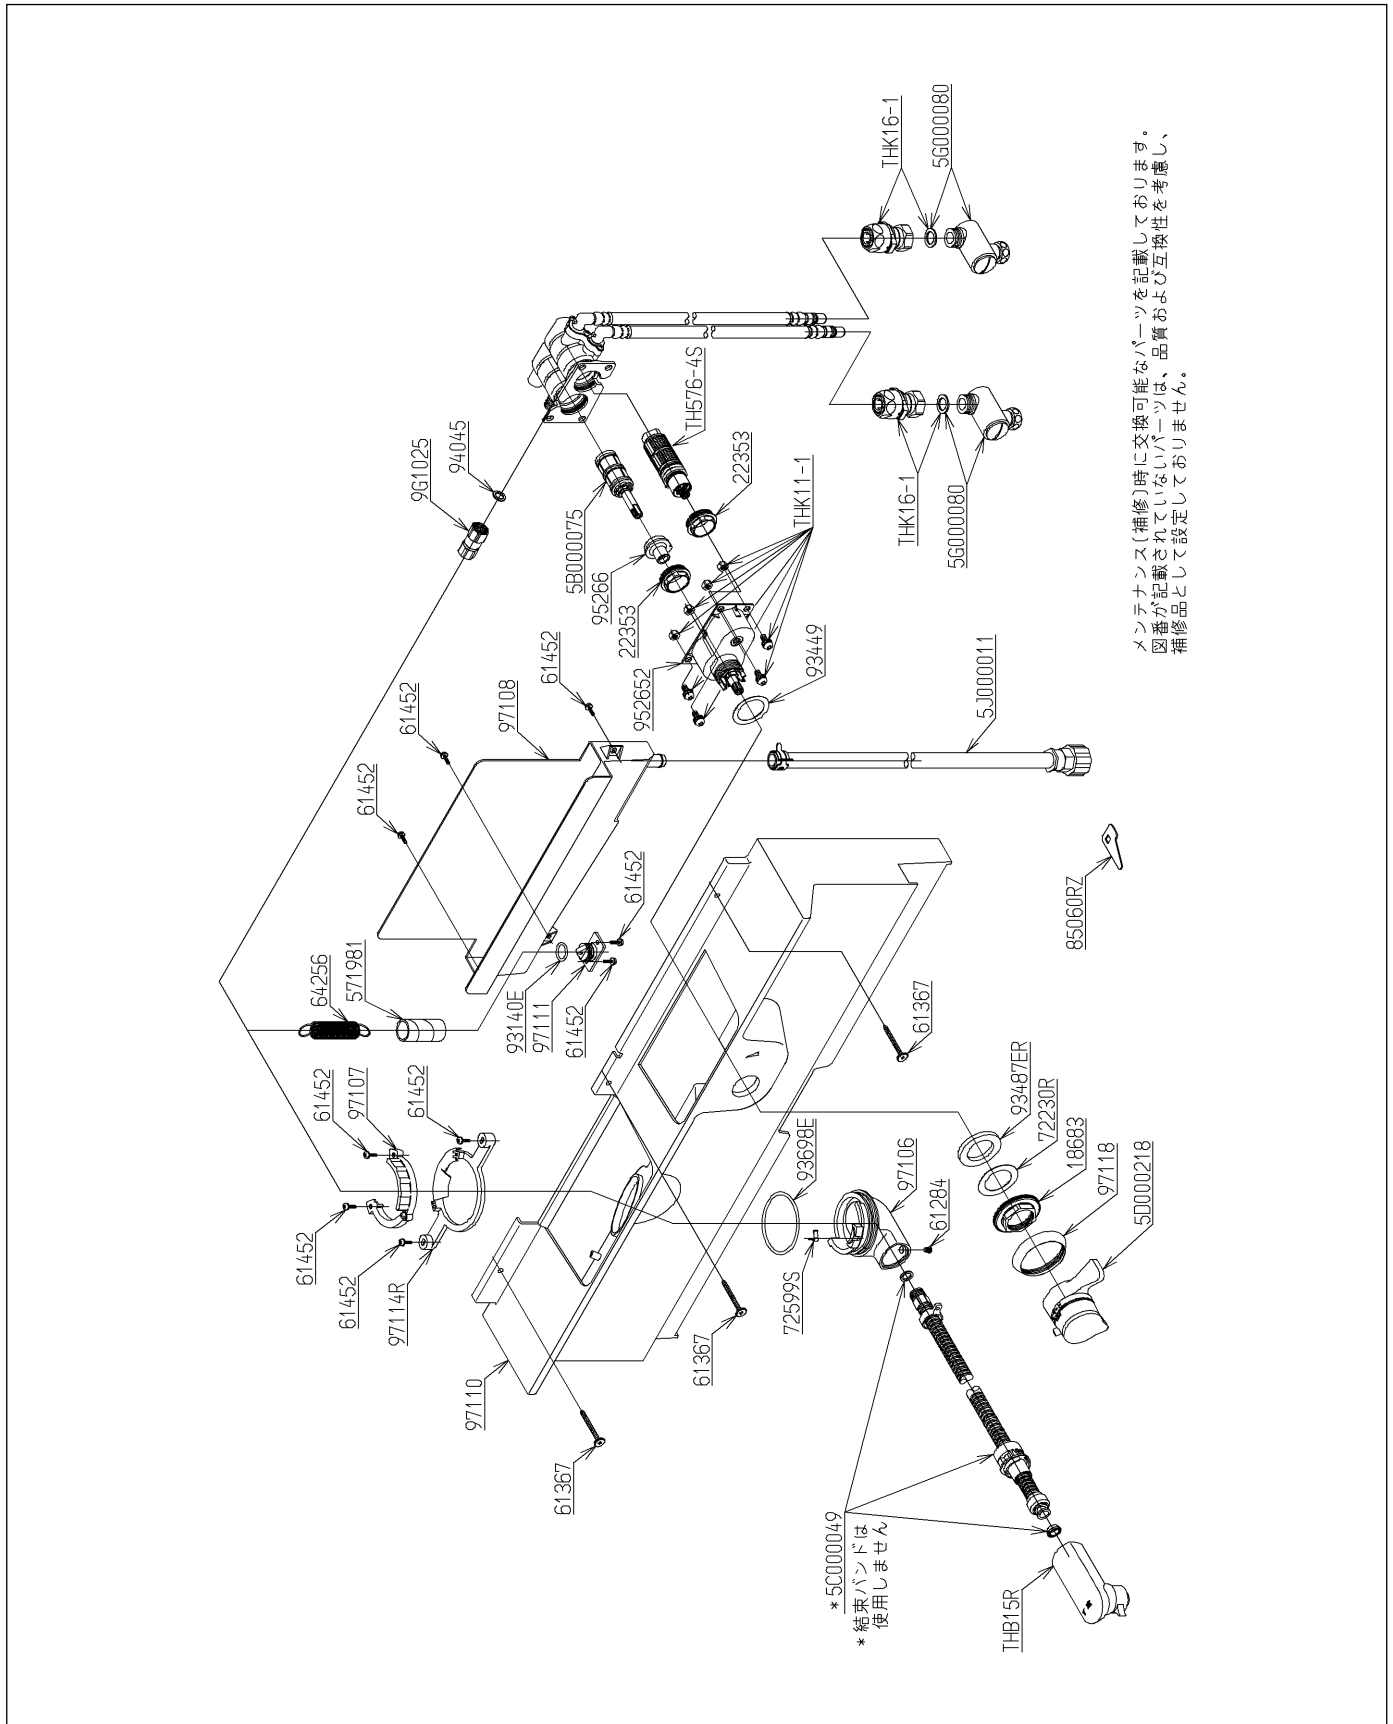 THK16-1
5G000080
THK16-1
5G000080
TH576-4S
22353
THK11-1
9G1025
94045
5B000075
95266
22353
952652
93449
61452
97108
61452
61452
5J000011
85060RZ
64256
571981
93140E
97111
61452
61452
61367
61452
97107
61452
61452
61452
97114R
97110
61367
61367
93698E
72599S
97106
61284
93487ER
72230R
18683
97118
5D000218
*5C000049
*結束バンドは
使用しません
THB15R
メンテナンス(補修)時に交換可能なパーツを記載しております。
図番が記載されていないパーツは、品質および互換性を考慮し、
補修品として設定しておりません。